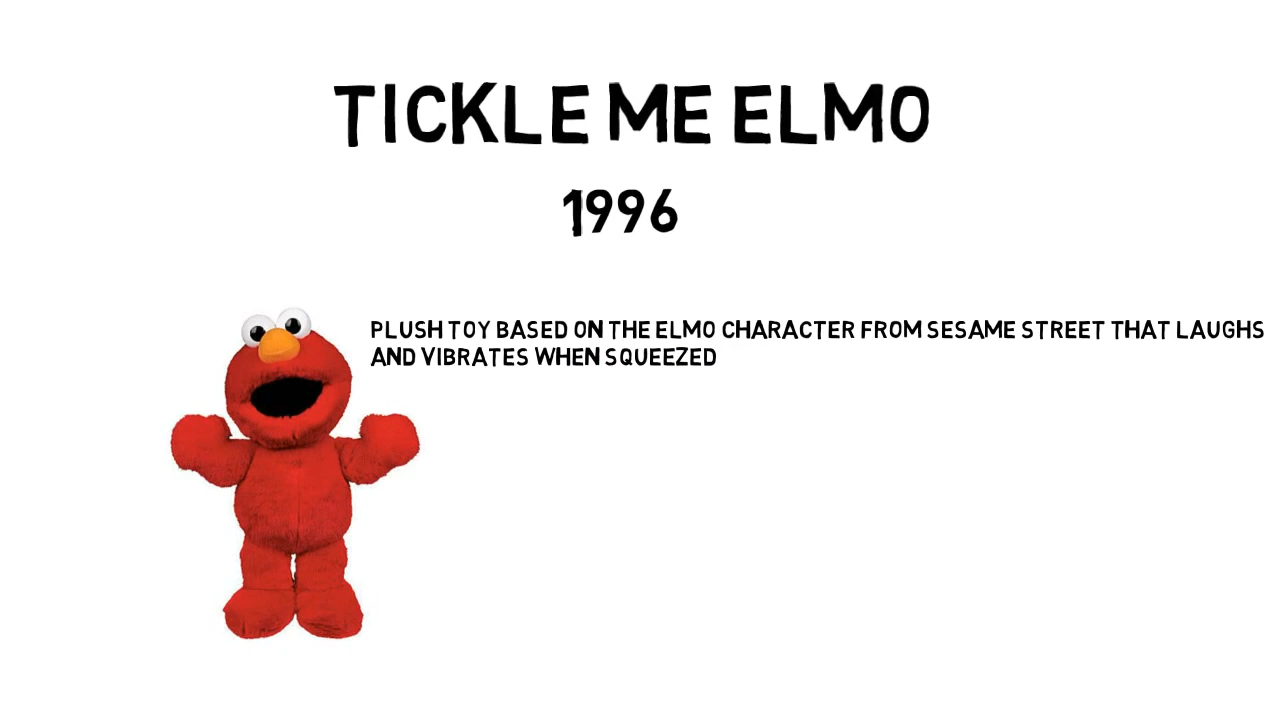 TICKLE ME ELMO
1996
PLUSH TOY BASED ON THE ELMO CHARACTER FROM SESAME STREET THAT LAUGHS
AND VIBRATES WHEN SQUEEZED